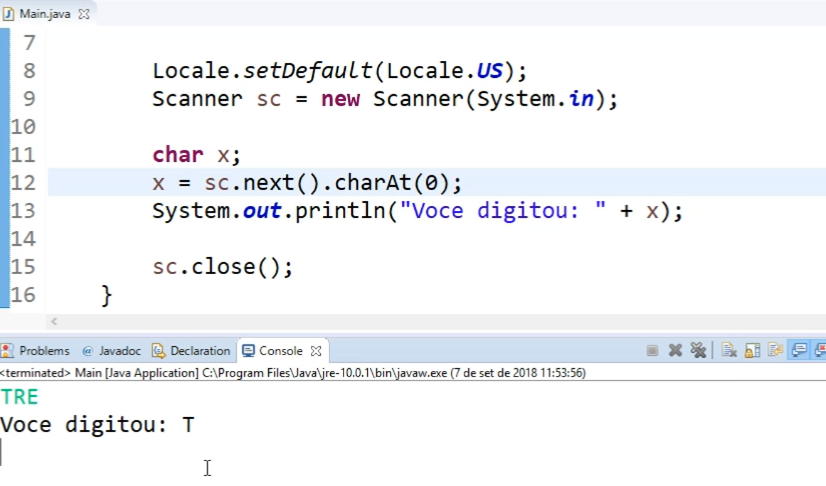 Main.java
7
8 Locale.setDefault(Locale.US);
9 Scanner sc = new Scanner(System.in);
10
11 char x;
12 x = sc.next().charAt(0);
13 System.out.println("Voce digitou: " + x);
14
15 sc.close();
16 }
Problems @ Javadoc Declaration Console
<terminated> Main [Java Application] C:\Program Files\Java\jre-10.0.1\bin\javaw.exe (7 de set de 2018 11:53:56)
TRE
Voce digitou: T